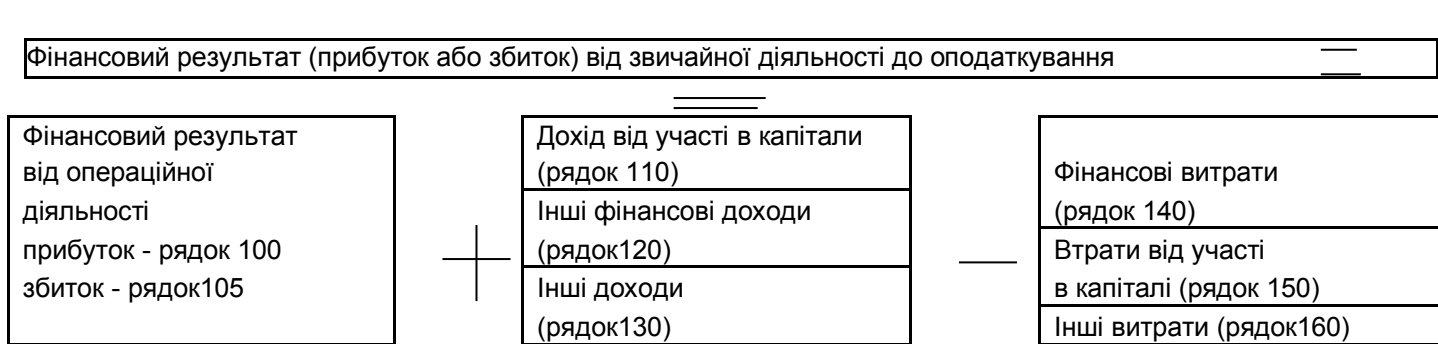 Фінансовий результат (прибуток або збиток) від звичайної діяльності до оподаткування
Фінансовий результат
від операційної
діяльності
прибуток - рядок 100
збиток - рядок105
Дохід від участі в капітали
(рядок 110)
Інші фінансові доходи
(рядок120)
Інші доходи
(рядок130)
Фінансові витрати
(рядок 140)
Втрати від участі
в капіталі (рядок 150)
Інші витрати (рядок160)